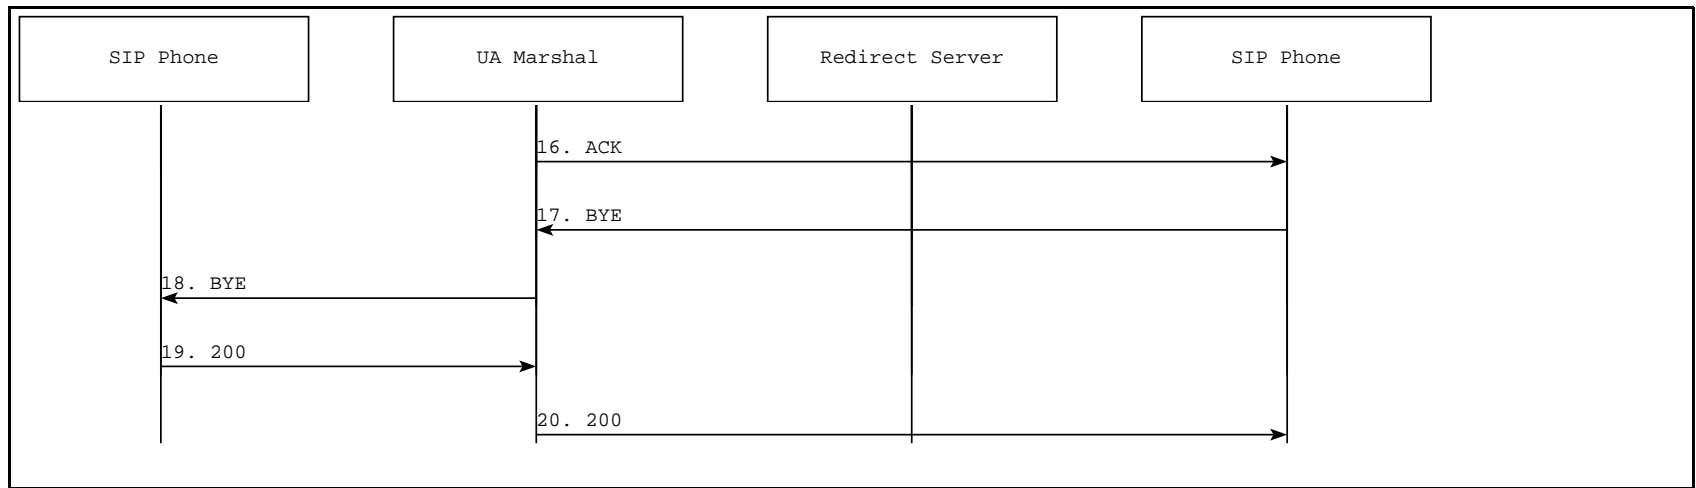 SIP Phone
UA Marshal
Redirect Server
SIP Phone
16. ACK
17. BYE
18. BYE
19. 200
20. 200